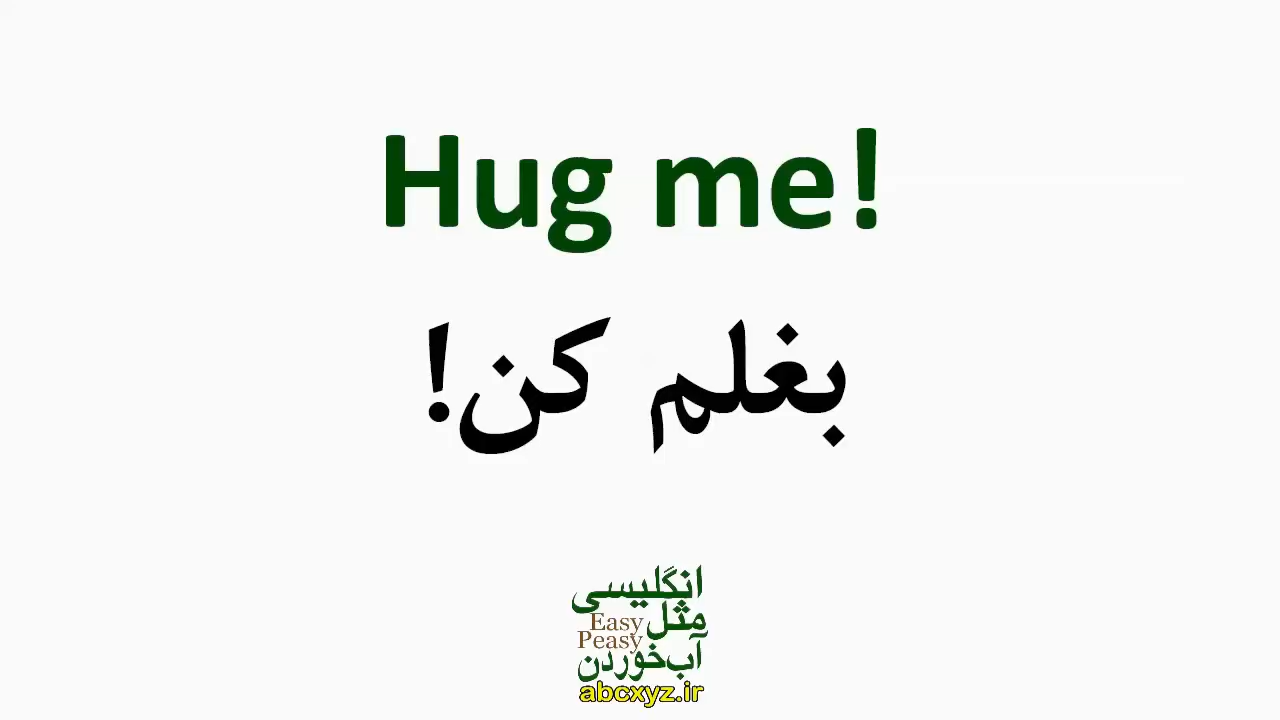 Hug me!
بغلم کن!
انگلیسی
مثل Easy
Peasy
آب‌خوردن
abcxyz.ir